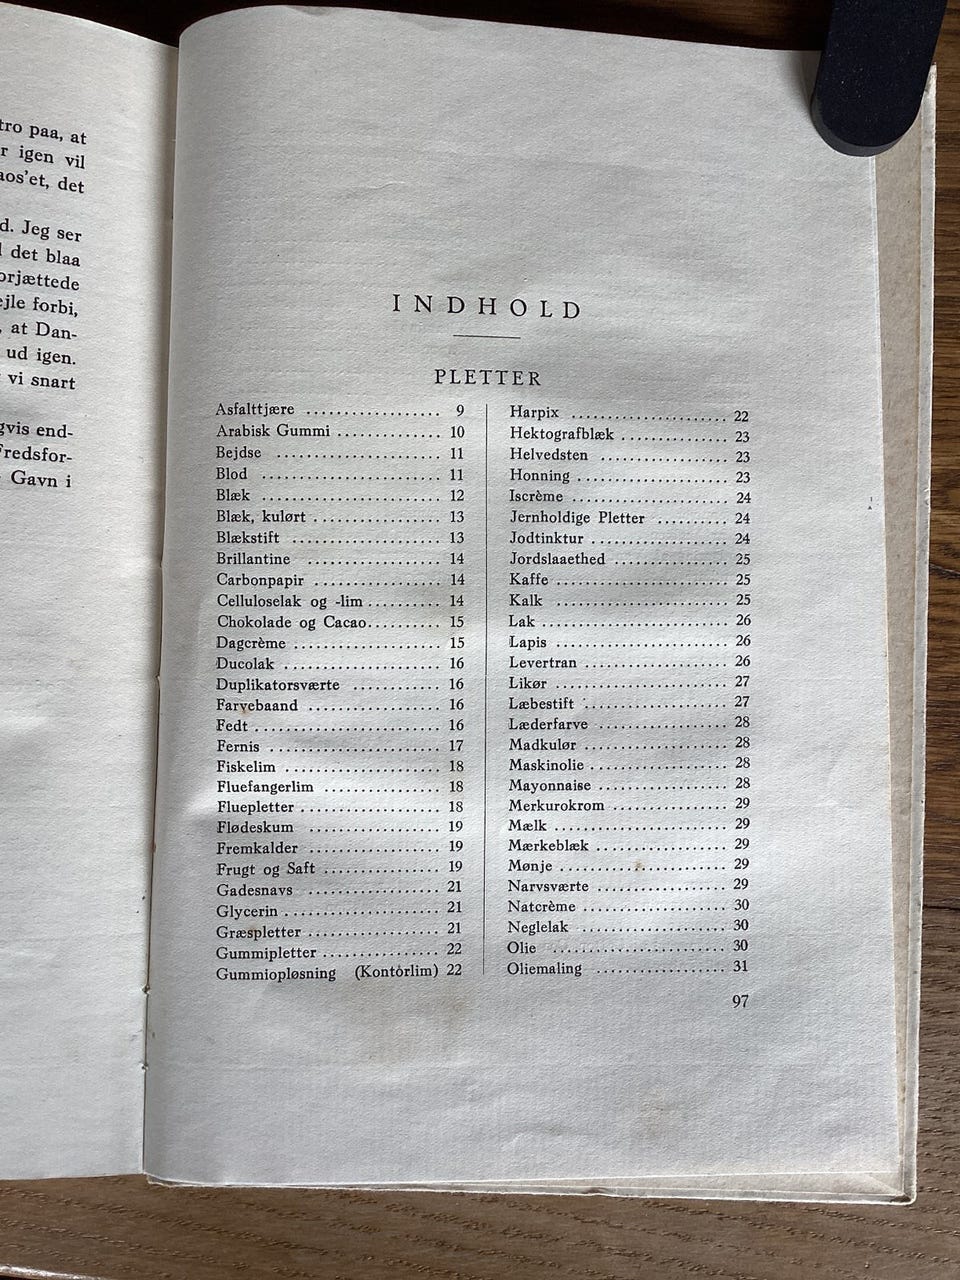 tro paa, at
r igen vil
aos'et, det
d. Jeg ser
det blaa
orjættede
ejle forbi,
, at Dan-
ud igen.
vi snart
gvis end-
Fredsfor-
Gavn i
INDHOLD
PLETTER
Asfalttjære .................. 9
Arabisk Gummi .............. 10
Bejdse ..................... 11
Blod ....................... 11
Blæk ....................... 12
Blæk, kulørt ................. 13
Blækstift .................... 13
Brillantine ................. 14
Carbonpapir ................ 14
Celluloselak og -lim .......... 14
Chokolade og Cacao.......... 15
Dagcrème ................... 15
Ducolak ..................... 16
Duplikatorsværte ............ 16
Farvebaand .................. 16
Fedt ......................... 16
Fernis ...................... 17
Fiskelim ..................... 18
Fluefangerlim ............... 18
Fluepletter .................. 18
Flødeskum ................. 19
Fremkalder .................. 19
Frugt og Saft ............... 19
Gadesnavs ................... 21
Glycerin ..................... 21
Græspletter .................. 21
Gummipletter ................ 22
Gummiopløsning (Kontorlim) 22
Harpix ..................... 22
Hektografblæk .............. 23
Helvedsten ................. 23
Honning .................... 23
Iscrème ..................... 24
Jernholdige Pletter ......... 24
Jodtinktur .................. 24
Jordslaaethed ................ 25
Kaffe ....................... 25
Kalk ....................... 25
Lak ......................... 26
Lapis ....................... 26
Levertran ................... 26
Likør ....................... 27
Læbestift ................... 27
Læderfarve .................. 28
Madkulør ................... 28
Maskinolie .................. 28
Mayonnaise ................. 28
Merkurokrom ............... 29
Mælk ....................... 29
Mærkeblæk ................. 29
Mønje ...................... 29
Narvsværte ................. 29
Natcrème ................... 30
Neglelak .................... 30
Olie ....................... 30
Oliemaling ................. 31
97